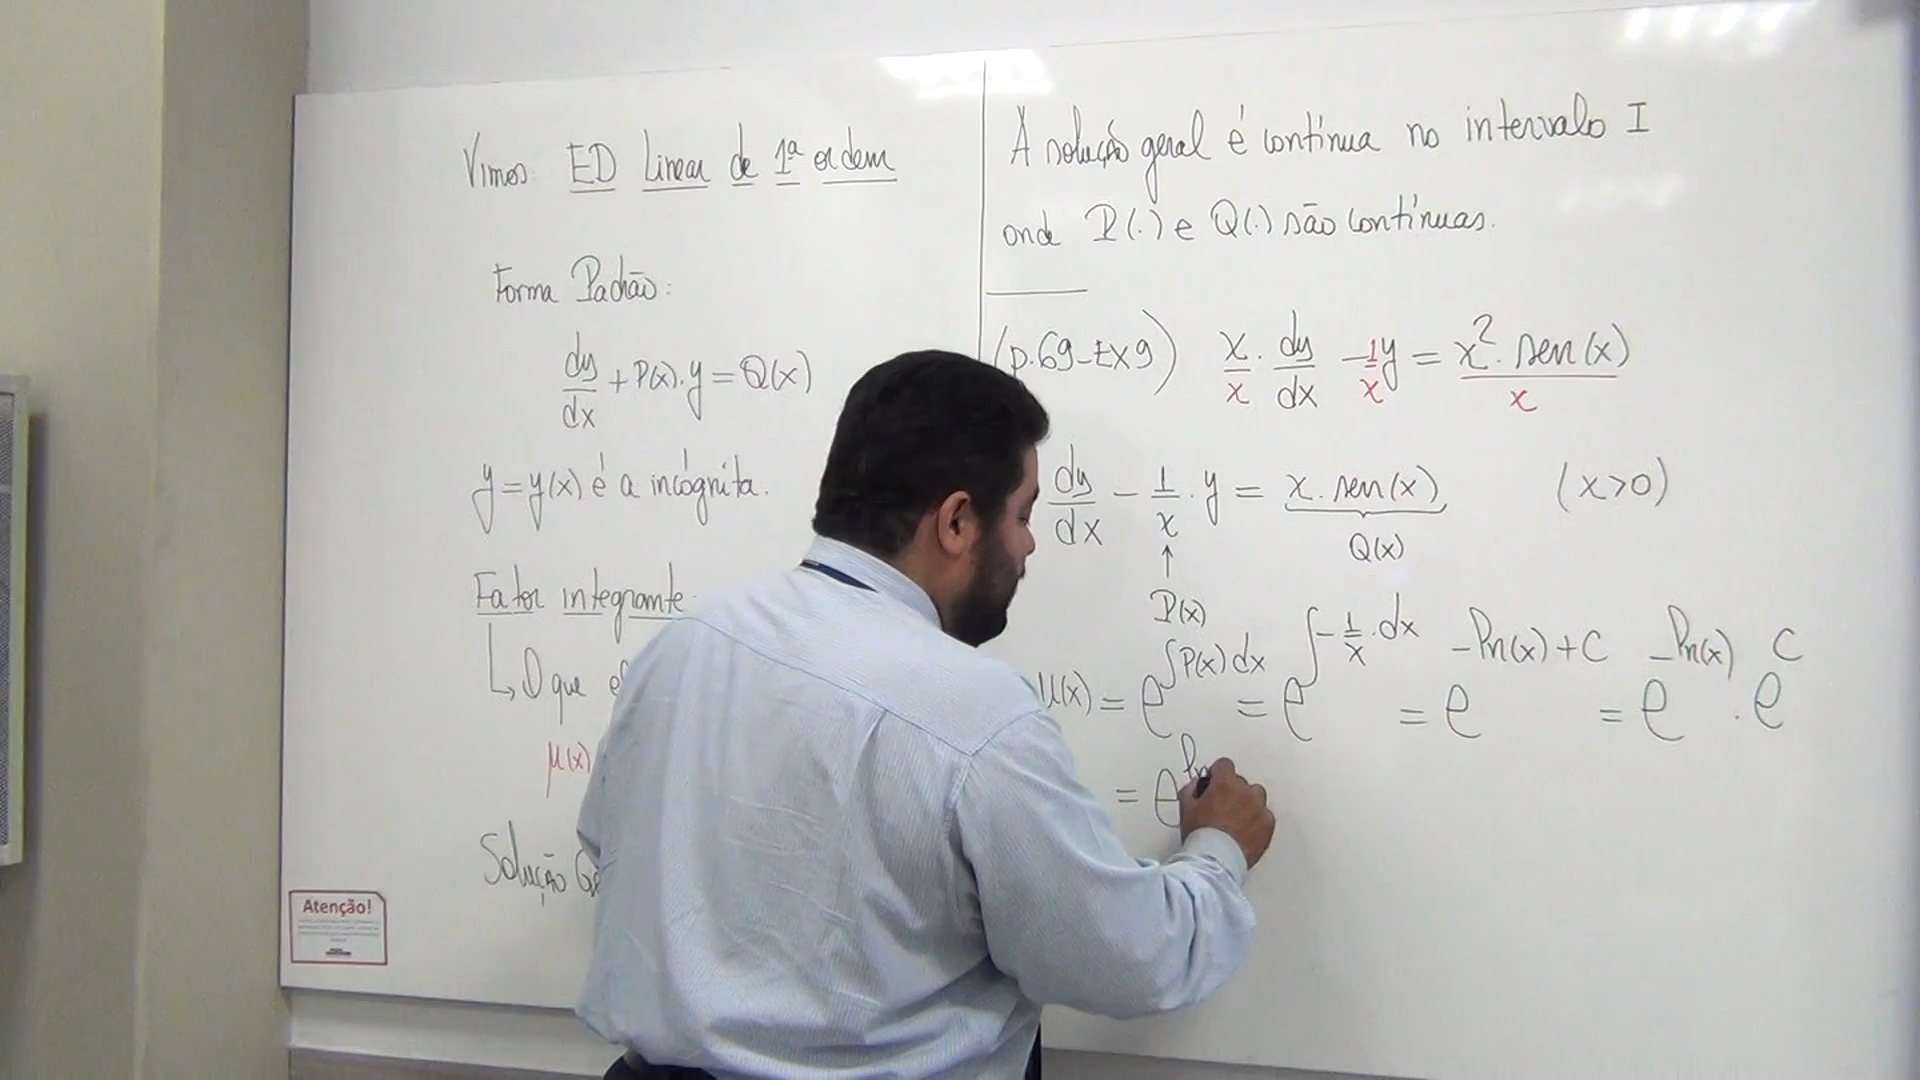 Vimos: ED Linear de 1ª ordem
Forma Padrão:
dy/dx + P(x).y = Q(x)
y = y(x) é a incógnita.
Fator integrante
↳ O que
μ(x)
Solução
A solução geral é contínua no intervalo I
onde P(.) e Q(.) são contínuas.
(p.69-Ex9) x/x . dy/dx - 1/x y = x². sen(x)/x
dy/dx - 1/x . y = x. sen(x) (x>0)
↑ Q(x)
P(x)
μ(x) = e^∫P(x)dx = e^∫-1/x.dx = e^-ln(x)+C = e^-ln(x) . e^C
= e^ln
Atenção!